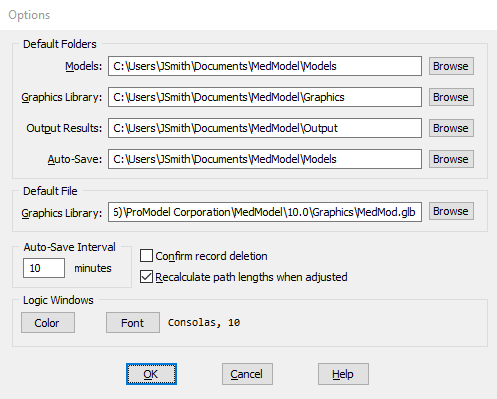 Options
Default Folders
Models: C:\Users\JSmith\Documents\MedModel\Models Browse
Graphics Library: C:\Users\JSmith\Documents\MedModel\Graphics Browse
Output Results: C:\Users\JSmith\Documents\MedModel\Output Browse
Auto-Save: C:\Users\JSmith\Documents\MedModel\Models Browse
Default File
Graphics Library: 6)\ProModel Corporation\MedModel\10.0\Graphics\MedMod.glb Browse
Auto-Save Interval
Confirm record deletion
10 minutes
Recalculate path lengths when adjusted
Logic Windows
Color Font Consolas, 10
OK Cancel Help